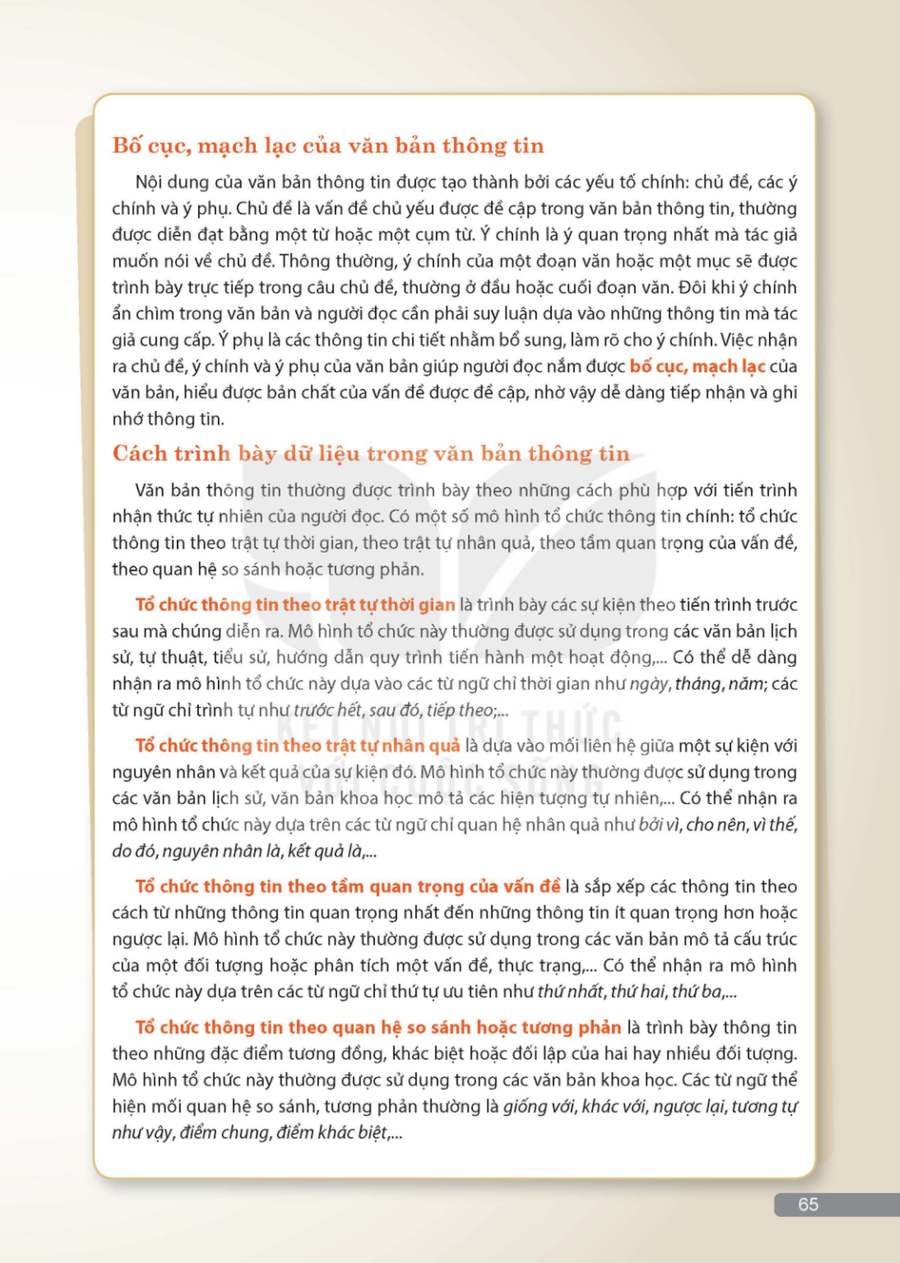 Bố cục, mạch lạc của văn bản thông tin
Nội dung của văn bản thông tin được tạo thành bởi các yếu tố chính: chủ đề, các ý
chính và ý phụ. Chủ đề là vấn đề chủ yếu được đề cập trong văn bản thông tin, thường
được diễn đạt bằng một từ hoặc một cụm từ. Ý chính là ý quan trọng nhất mà tác giả
muốn nói về chủ đề. Thông thường, ý chính của một đoạn văn hoặc một mục sẽ được
trình bày trực tiếp trong câu chủ đề, thường ở đầu hoặc cuối đoạn văn. Đôi khi ý chính
ẩn chìm trong văn bản và người đọc cần phải suy luận dựa vào những thông tin mà tác
giả cung cấp. Ý phụ là các thông tin chi tiết nhằm bổ sung, làm rõ cho ý chính. Việc nhận
ra chủ đề, ý chính và ý phụ của văn bản giúp người đọc nắm được bố cục, mạch lạc của
văn bản, hiểu được bản chất của vấn đề được đề cập, nhờ vậy dễ dàng tiếp nhận và ghi
nhớ thông tin.
Cách trình bày dữ liệu trong văn bản thông tin
Văn bản thông tin thường được trình bày theo những cách phù hợp với tiến trình
nhận thức tự nhiên của người đọc. Có một số mô hình tổ chức thông tin chính: tổ chức
thông tin theo trật tự thời gian, theo trật tự nhân quả, theo tầm quan trọng của vấn đề,
theo quan hệ so sánh hoặc tương phản.
Tổ chức thông tin theo trật tự thời gian là trình bày các sự kiện theo tiến trình trước
sau mà chúng diễn ra. Mô hình tổ chức này thường được sử dụng trong các văn bản lịch
sử, tự thuật, tiểu sử, hướng dẫn quy trình tiến hành một hoạt động,... Có thể dễ dàng
nhận ra mô hình tổ chức này dựa vào các từ ngữ chỉ thời gian như ngày, tháng, năm; các
từ ngữ chỉ trình tự như trước hết, sau đó, tiếp theo;...
KẾT NỐI TRI THỨC
Tổ chức thông tin theo trật tự nhân quả là dựa vào mối liên hệ giữa một sự kiện với
nguyên nhân và kết quả của sự kiện đó. Mô hình tổ chức này thường được sử dụng trong
VỚI CUỘC SỐNG
các văn bản lịch sử, văn bản khoa học mô tả các hiện tượng tự nhiên,... Có thể nhận ra
mô hình tổ chức này dựa trên các từ ngữ chỉ quan hệ nhân quả như bởi vì, cho nên, vì thế,
do đó, nguyên nhân là, kết quả là,...
Tổ chức thông tin theo tầm quan trọng của vấn đề là sắp xếp các thông tin theo
cách từ những thông tin quan trọng nhất đến những thông tin ít quan trọng hơn hoặc
ngược lại. Mô hình tổ chức này thường được sử dụng trong các văn bản mô tả cấu trúc
của một đối tượng hoặc phân tích một vấn đề, thực trạng,... Có thể nhận ra mô hình
tổ chức này dựa trên các từ ngữ chỉ thứ tự ưu tiên như thứ nhất, thứ hai, thứ ba,...
Tổ chức thông tin theo quan hệ so sánh hoặc tương phản là trình bày thông tin
theo những đặc điểm tương đồng, khác biệt hoặc đối lập của hai hay nhiều đối tượng.
Mô hình tổ chức này thường được sử dụng trong các văn bản khoa học. Các từ ngữ thể
hiện mối quan hệ so sánh, tương phản thường là giống với, khác với, ngược lại, tương tự
như vậy, điểm chung, điểm khác biệt,...
65